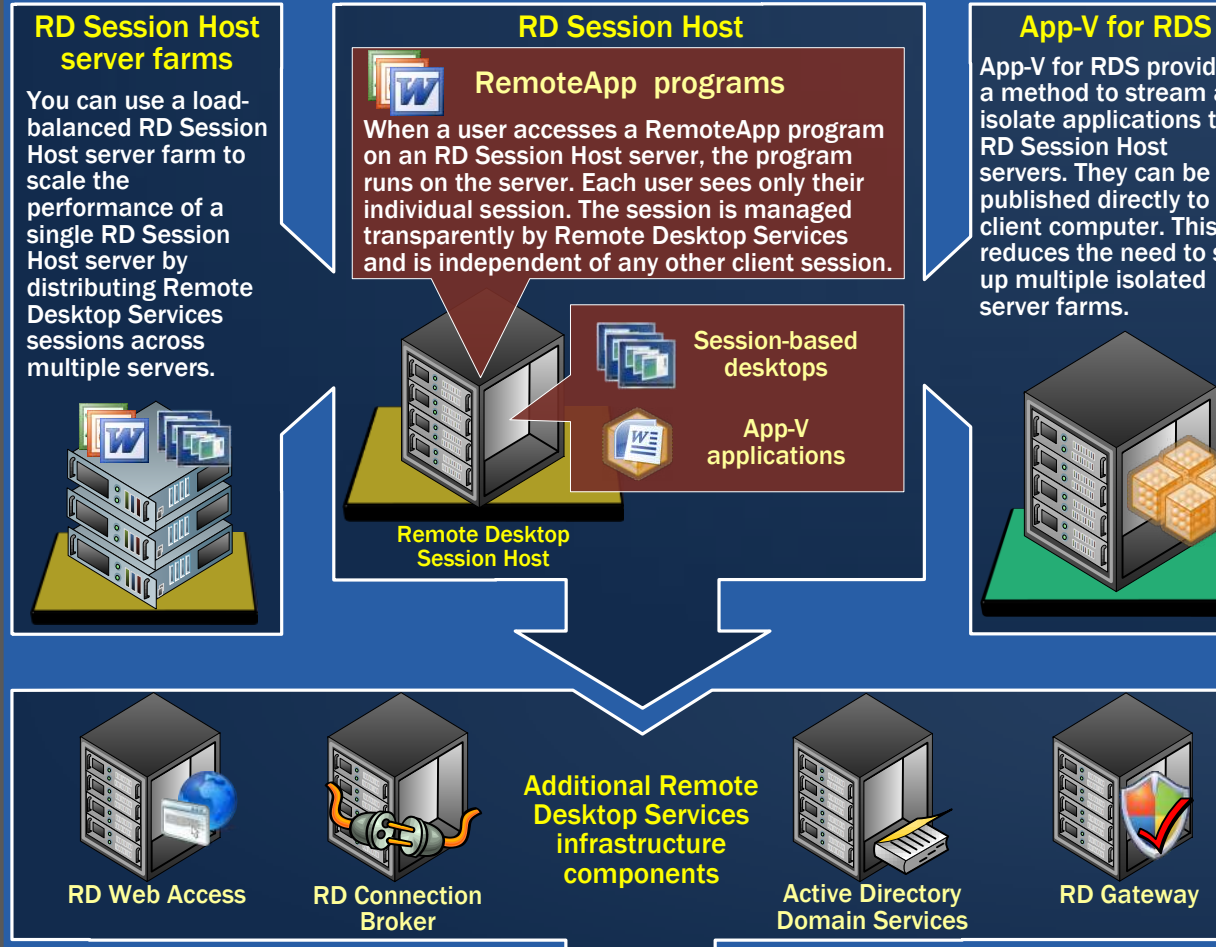 RD Session Host
server farms
You can use a load-
balanced RD Session
Host server farm to
scale the
performance of a
single RD Session
Host server by
distributing Remote
Desktop Services
sessions across
multiple servers.
W
RD Session Host
W
RemoteApp programs
When a user accesses a RemoteApp program
on an RD Session Host server, the program
runs on the server. Each user sees only their
individual session. The session is managed
transparently by Remote Desktop Services
and is independent of any other client session.
Session-based
desktops
W
App-V
applications
Remote Desktop
Session Host
App-V for RDS
App-V for RDS provid
a method to stream a
isolate applications t
RD Session Host
servers. They can be
published directly to
client computer. This
reduces the need to s
up multiple isolated
server farms.
RD Web Access
RD Connection
Broker
Additional Remote
Desktop Services
infrastructure
components
Active Directory
Domain Services
RD Gateway